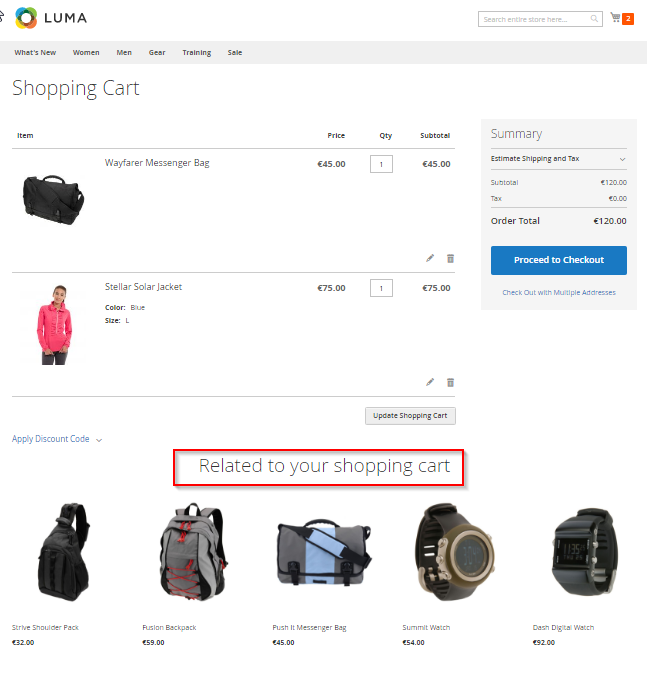 LUMA
Search entire store here...
2
What's New Women Men Gear Training Sale
Shopping Cart
Item Price Qty Subtotal
Wayfarer Messenger Bag €45.00 1 €45.00
Stellar Solar Jacket €75.00 1 €75.00
Color: Blue
Size: L
Update Shopping Cart
Apply Discount Code
Summary
Estimate Shipping and Tax
Subtotal €120.00
Tax €0.00
Order Total €120.00
Proceed to Checkout
Check Out with Multiple Addresses
Related to your shopping cart
Strive Shoulder Pack Fusion Backpack Push It Messenger Bag Summit Watch Dash Digital Watch
€32.00 €59.00 €45.00 €54.00 €92.00